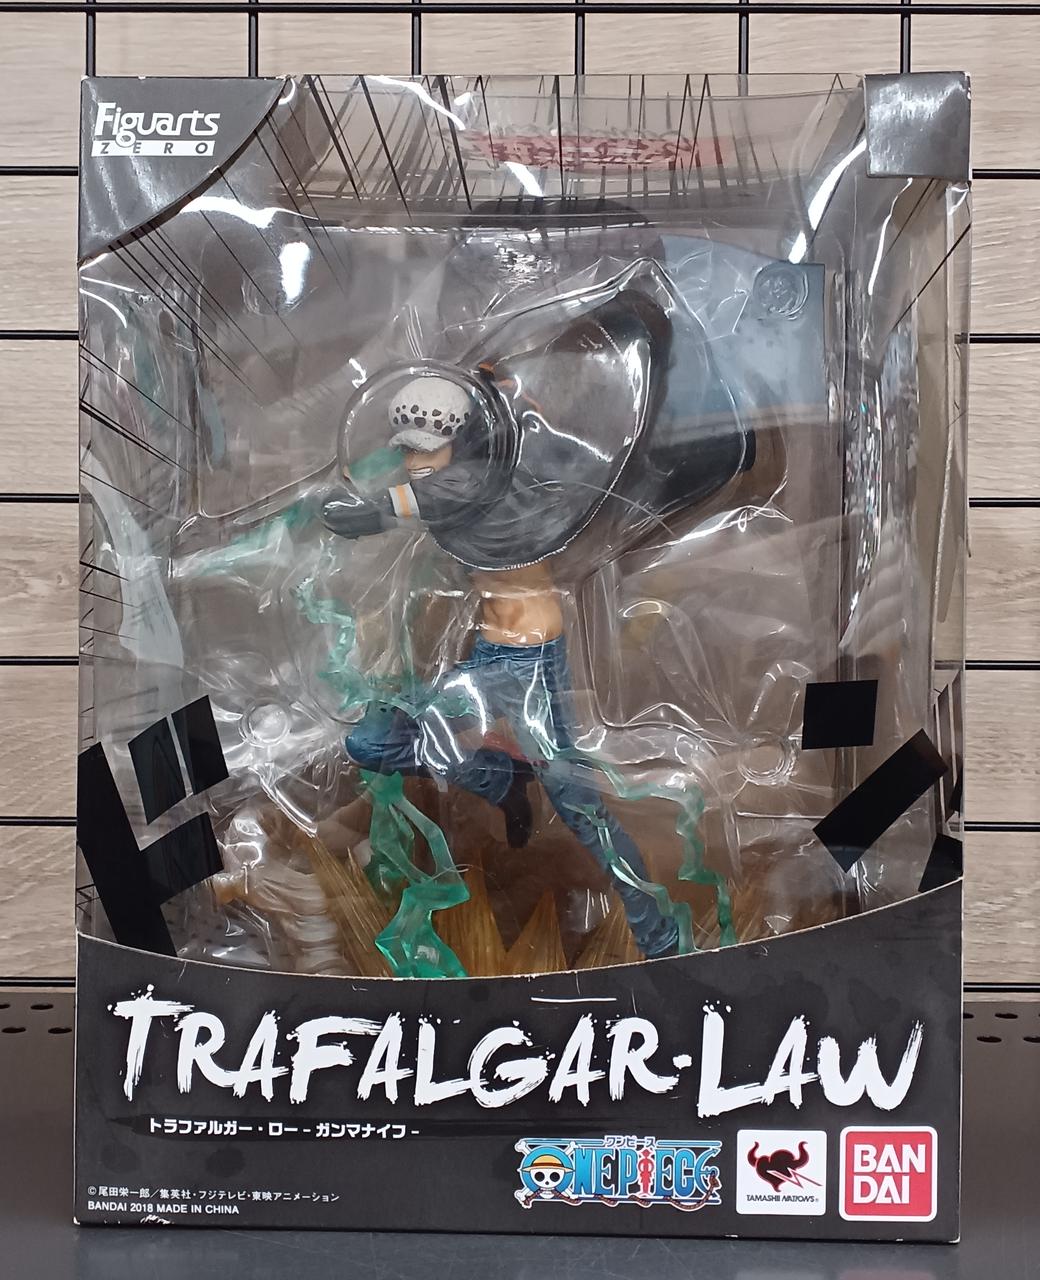 Figuarts
ZERO
TRAFALGAR・LAW
トラファルガー・ロー -ガンマナイフ-
ワンピース
ONE PIECE
TAMASHII NATIONS®
BAN
DAI
©尾田栄一郎／集英社・フジテレビ・東映アニメーション
BANDAI 2018 MADE IN CHINA